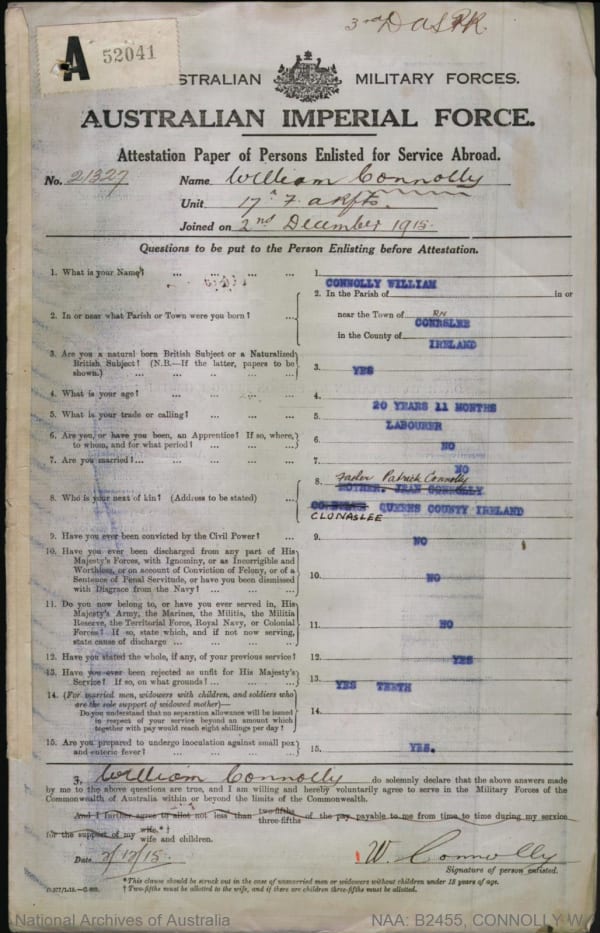 3rd D
A 52041
STRALIAN MILITARY FORCES.
AUSTRALIAN IMPERIAL FORCE.
Attestation Paper of Persons Enlisted for Service Abroad.
No. 21327 Name William Connolly
Unit 17th F.
Joined on 2nd December 1915.
Questions to be put to the Person Enlisting before Attestation.
1. What is your Name? ... ... ... ... 1. CONNOLLY WILLIAM
2. In or near what Parish or Town were you born? ... 2. In the Parish of in or
near the Town of
in the County of IRELAND
3. Are you a natural born British Subject or a Naturalized
British Subject? (N.B.—If the latter, papers to be
shown.) ... ... ... ... 3. YES
4. What is your age? ... ... ... 4. 20 YEARS 11 MONTHS
5. What is your trade or calling? ... ... ... 5. LABOURER
6. Are you, or have you been, an Apprentice? If so, where,
to whom, and for what period? ... ... ... 6. NO
7. Are you married?... ... ... ... 7. NO
8. Who is your next of kin? (Address to be stated) ... 8. Father Patrick Connolly
MOTHER. JEAN CONNOLLY
QUEENS COUNTY IRELAND
CLONASLEE
9. Have you ever been convicted by the Civil Power? ... 9. NO
10. Have you ever been discharged from any part of His
Majesty's Forces, with Ignominy, or as Incorrigible and
Worthless, or on account of Conviction of Felony, or of a
Sentence of Penal Servitude, or have you been dismissed
with Disgrace from the Navy? ... ... ... 10. NO
11. Do you now belong to, or have you ever served in, His
Majesty's Army, the Marines, the Militia, the Militia
Reserve, the Territorial Force, Royal Navy, or Colonial
Forces? If so, state which, and if not now serving,
state cause of discharge ... ... ... ... 11. NO
12. Have you stated the whole, if any, of your previous service? 12. YES
13. Have you ever been rejected as unfit for His Majesty's
Service? If so, on what grounds? ... ... ... 13. YES TEETH
14. (For married men, widowers with children, and soldiers who
are the sole support of widowed mother)—
Do you understand that no separation allowance will be issued
in respect of your service beyond an amount which
together with pay would reach eight shillings per day? 14.
15. Are you prepared to undergo inoculation against small pox
and enteric fever? ... ... ... ... 15. YES.
3, William Connolly do solemnly declare that the above answers made
by me to the above questions are true, and I am willing and hereby voluntarily agree to serve in the Military Forces of the
Commonwealth of Australia within or beyond the limits of the Commonwealth.
And I further agree to allot not less than two-fifths three-fifths of the pay payable to me from time to time during my service
for the support of my wife.*† wife and children.
Date 2/12/15. W. Connolly
Signature of person enlisted.
*This clause should be struck out in the case of unmarried men or widowers without children under 18 years of age.
† Two-fifths must be allotted to the wife, and if there are children three-fifths must be allotted.
National Archives of Australia NAA: B2455, CONNOLLY W